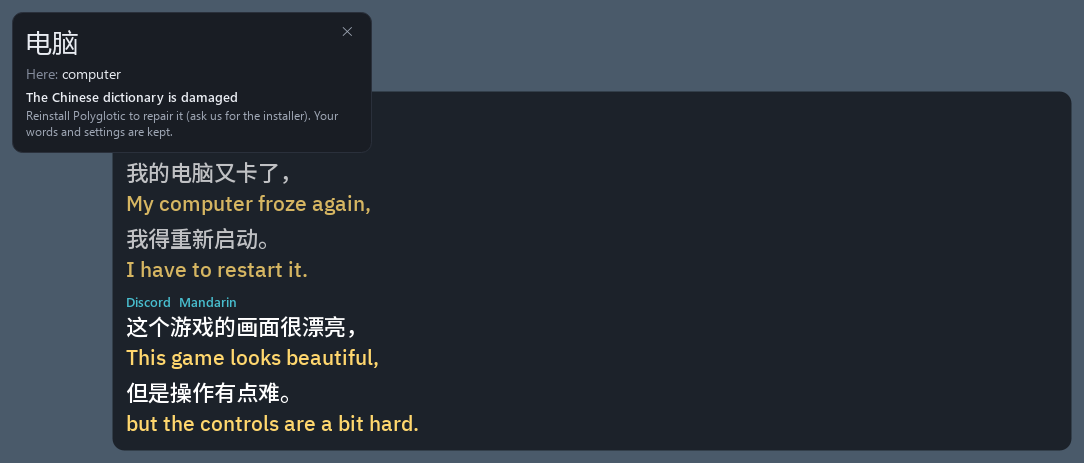 电脑
Here: computer
The Chinese dictionary is damaged
Reinstall Polyglotic to repair it (ask us for the installer). Your
words and settings are kept.
我的电脑又卡了，
My computer froze again,
我得重新启动。
I have to restart it.
Discord Mandarin
这个游戏的画面很漂亮，
This game looks beautiful,
但是操作有点难。
but the controls are a bit hard.